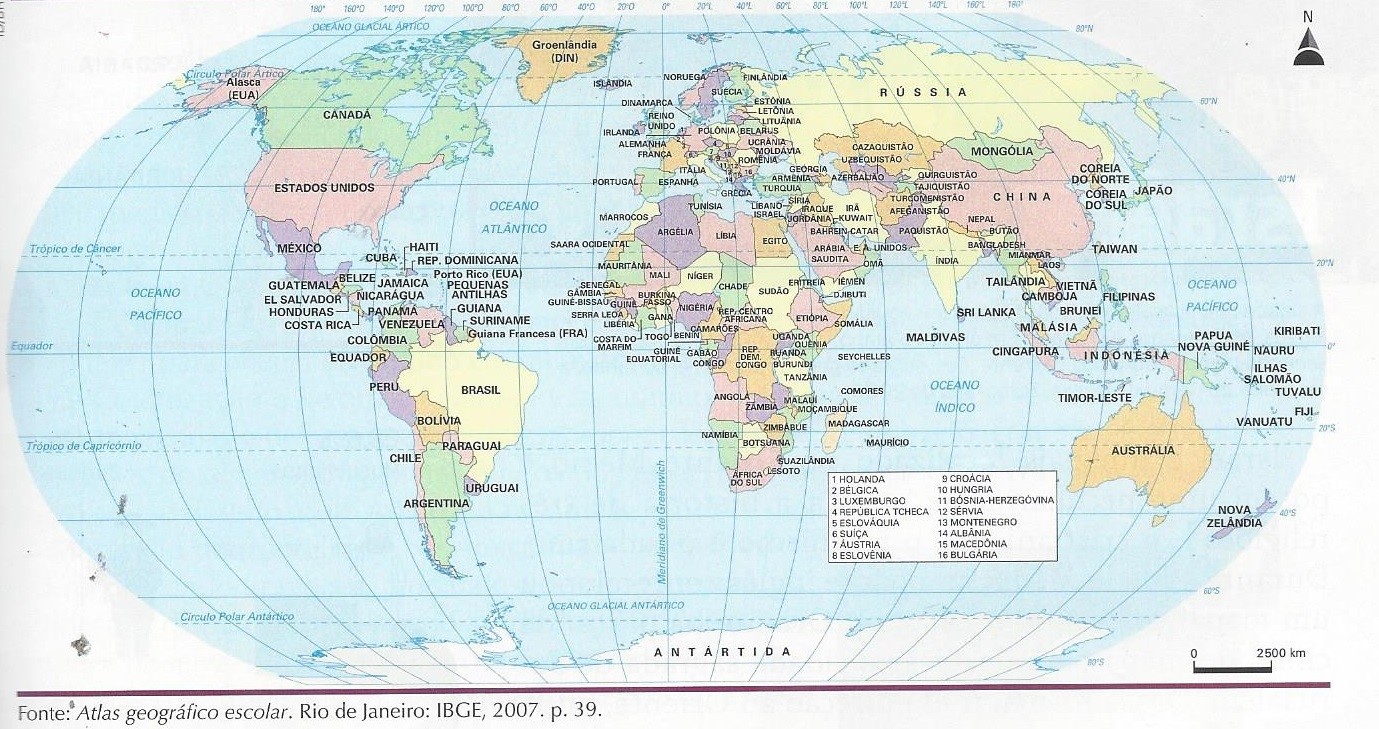 180° 160°O 140°O 120°O 100°O 80°O 60°O 40°O 20°O 0° 20°L 40°L 60°L 80°L 100°L 120°L 140°L 160°L 180°
OCEANO GLACIAL ÁRTICO
80°N
N
Groenlândia
(DIN)
Círculo Polar Ártico
Alasca
(EUA)
ISLÂNDIA
NORUEGA
FINLÂNDIA
SUÉCIA
RÚSSIA
60°N
CANADÁ
DINAMARCA
ESTÔNIA
LETÔNIA
LITUÂNIA
REINO
UNIDO
IRLANDA
POLÔNIA
BELARUS
ALEMANHA
UCRÂNIA
MOLDÁVIA
FRANÇA
ROMÊNIA
ITÁLIA
CAZAQUISTÃO
UZBEQUISTÃO
MONGÓLIA
GEORGIA
ARMÊNIA
AZERBALJÃO
QUIRGUISTÃO
TAJIQUISTÃO
COREIA
DO NORTE
40°N
ESTADOS UNIDOS
PORTUGAL
ESPANHA
GRÉCIA
TURQUIA
TURCOMENISTÃO
AFEGANISTÃO
CHINA
COREIA
DO SUL
JAPÃO
OCEANO
ATLÂNTICO
MARROCOS
TUNÍSIA
LÍBANO
ISRAEL
SÍRIA
IRAQUE
JORDÂNIA
IRÃ
KUWAIT
NEPAL
BUTÃO
Trópico de Câncer
MÉXICO
CUBA
HAITI
REP. DOMINICANA
SAARA OCIDENTAL
ARGÉLIA
LÍBIA
EGITO
BAHREIN
CATAR
ARÁBIA
SAUDITA
E. A. UNIDOS
OMÃ
PAQUISTÃO
ÍNDIA
BANGLADESH
MIANMAR
LAOS
TAIWAN
20°N
GUATEMALA
BELIZE
JAMAICA
Porto Rico (EUA)
PEQUENAS
ANTILHAS
MAURITÂNIA
MALI
NÍGER
CHADE
SUDÃO
ERITREIA
IÊMEN
DJIBUTI
TAILÂNDIA
VIETNÃ
CAMBOJA
FILIPINAS
OCEANO
PACÍFICO
EL SALVADOR
HONDURAS
NICARÁGUA
COSTA RICA
PANAMÁ
VENEZUELA
GUIANA
SURINAME
Guiana Francesa (FRA)
SENEGAL
GÂMBIA
GUINÉ-BISSAU
GUINÉ
SERRA LEOA
LIBÉRIA
COSTA DO
MARFIM
BURKINA
FASSO
GANA
TOGO
BENIN
NIGÉRIA
REP. CENTRO
AFRICANA
CAMARÕES
ETIÓPIA
SOMÁLIA
SRI LANKA
BRUNEI
MALÁSIA
OCEANO
PACÍFICO
COLÔMBIA
EQUADOR
GUINÉ
EQUATORIAL
GABÃO
CONGO
REP.
DEM.
CONGO
UGANDA
QUÊNIA
RUANDA
BURUNDI
TANZÂNIA
SEYCHELLES
MALDIVAS
CINGAPURA
INDONÉSIA
PAPUA
NOVA GUINÉ
KIRIBATI
NAURU
Equador
0°
PERU
BRASIL
ANGOLA
ZÂMBIA
MALAUÍ
MOÇAMBIQUE
COMORES
OCEANO
ÍNDICO
TIMOR-LESTE
ILHAS
SALOMÃO
TUVALU
FIJI
VANUATU
BOLÍVIA
NAMÍBIA
ZIMBÁBUE
BOTSUANA
MADAGASCAR
MAURÍCIO
20°S
Trópico de Capricórnio
CHILE
PARAGUAI
ÁFRICA
DO SUL
SUAZILÂNDIA
LESOTO
AUSTRÁLIA
ARGENTINA
URUGUAI
Meridiano de Greenwich
1 HOLANDA
2 BÉLGICA
3 LUXEMBURGO
4 REPÚBLICA TCHECA
5 ESLOVÁQUIA
6 SUÍÇA
7 ÁUSTRIA
8 ESLOVÊNIA
9 CROÁCIA
10 HUNGRIA
11 BÓSNIA-HERZEGÓVINA
12 SÉRVIA
13 MONTENEGRO
14 ALBÂNIA
15 MACEDÔNIA
16 BULGÁRIA
NOVA
ZELÂNDIA
40°S
60°S
OCEANO GLACIAL ANTÁRTICO
Círculo Polar Antártico
ANTÁRTIDA
80°S
0 2500 km
Fonte: Atlas geográfico escolar. Rio de Janeiro: IBGE, 2007. p. 39.